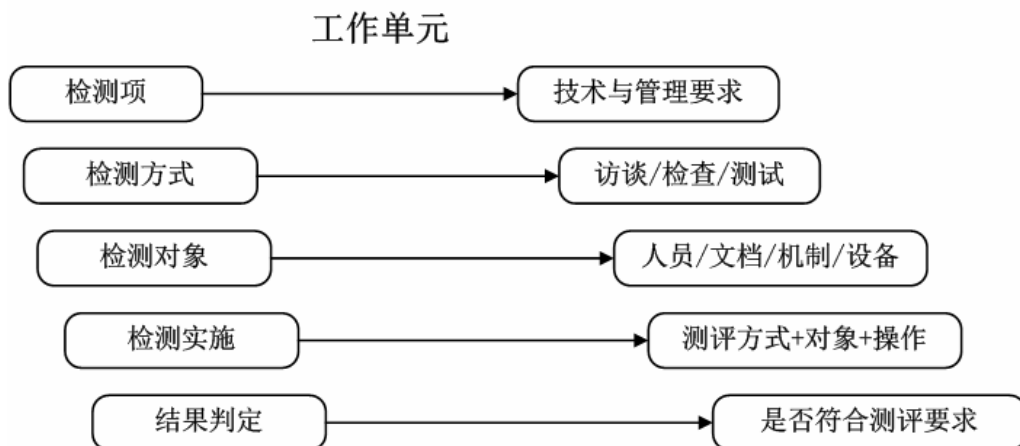 工作单元
检测项 技术与管理要求
检测方式 访谈/检查/测试
检测对象 人员/文档/机制/设备
检测实施 测评方式+对象+操作
结果判定 是否符合测评要求